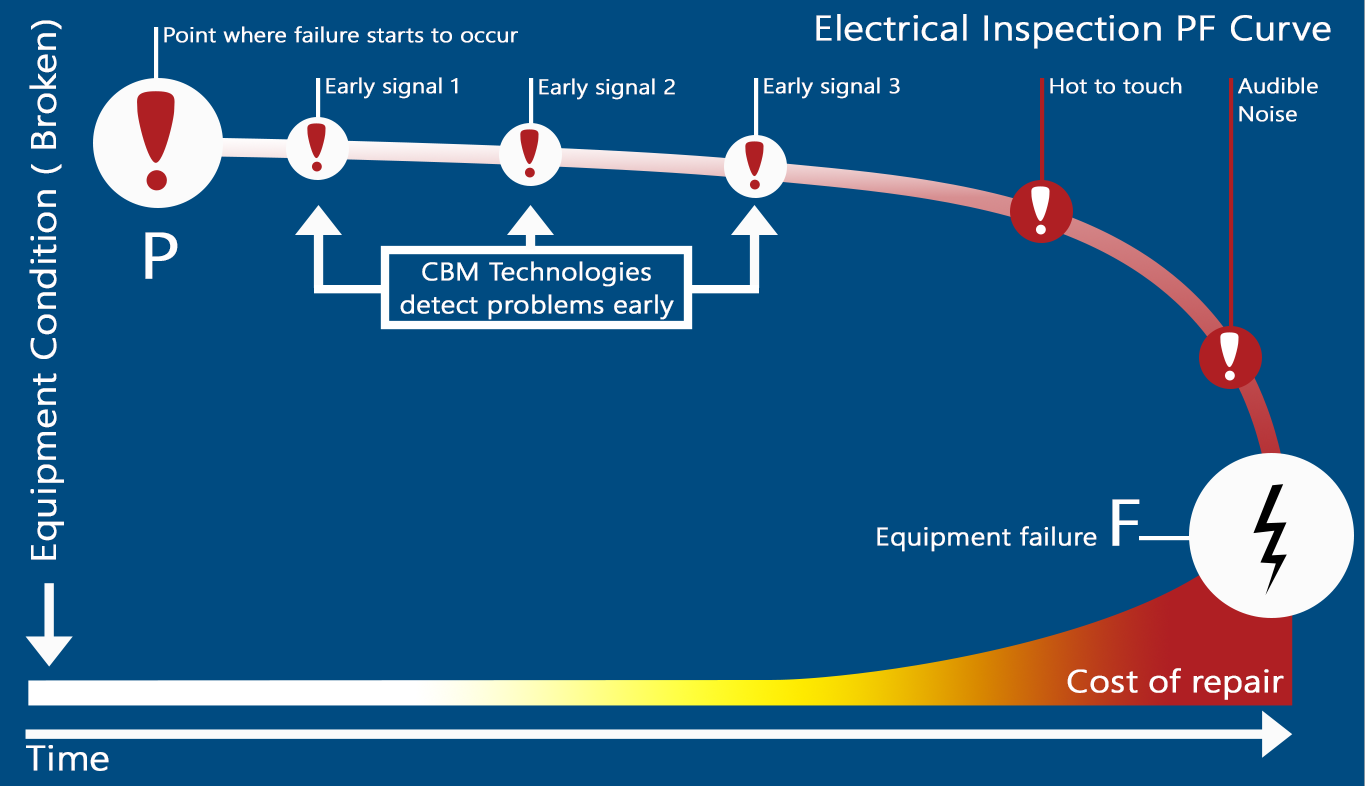 Electrical Inspection PF Curve
Point where failure starts to occur
Early signal 1
Early signal 2
Early signal 3
Hot to touch
Audible
Noise
P
CBM Technologies
detect problems early
Equipment Condition ( Broken)
Equipment failure F
Cost of repair
Time